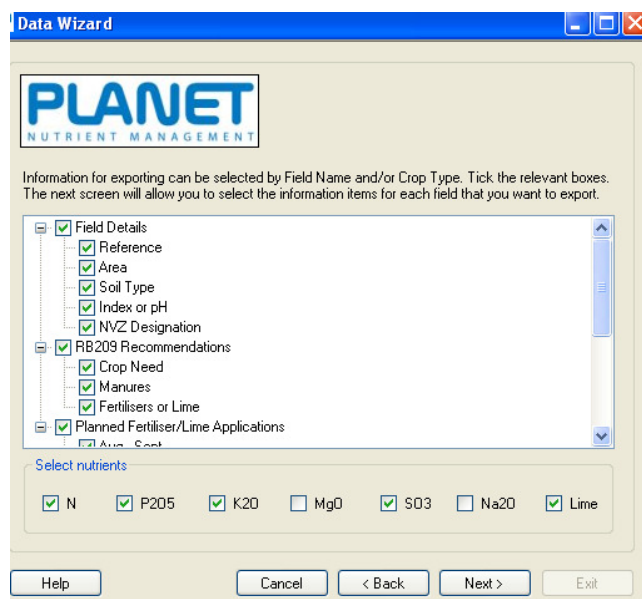 Data Wizard
PLANET
NUTRIENT MANAGEMENT
Information for exporting can be selected by Field Name and/or Crop Type. Tick the relevant boxes.
The next screen will allow you to select the information items for each field that you want to export.
Field Details
Reference
Area
Soil Type
Index or pH
NVZ Designation
RB209 Recommendations
Crop Need
Manures
Fertilisers or Lime
Planned Fertiliser/Lime Applications
Aug - Sept
Select nutrients
N P2O5 K2O MgO SO3 Na2O Lime
Help Cancel < Back Next > Exit